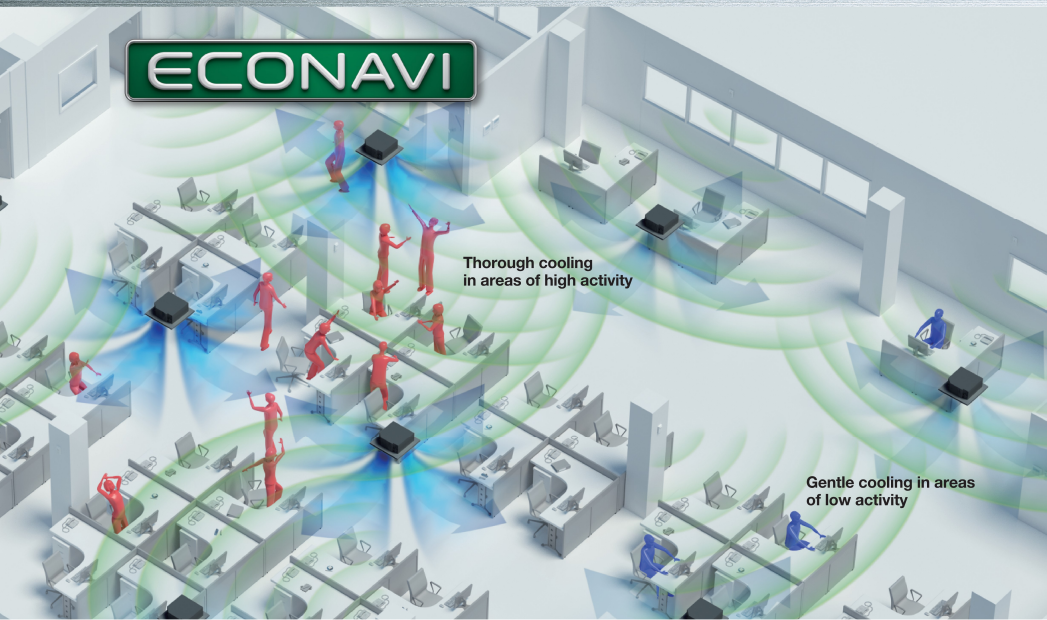 ECONAVI
Thorough cooling
in areas of high activity
Gentle cooling in areas
of low activity